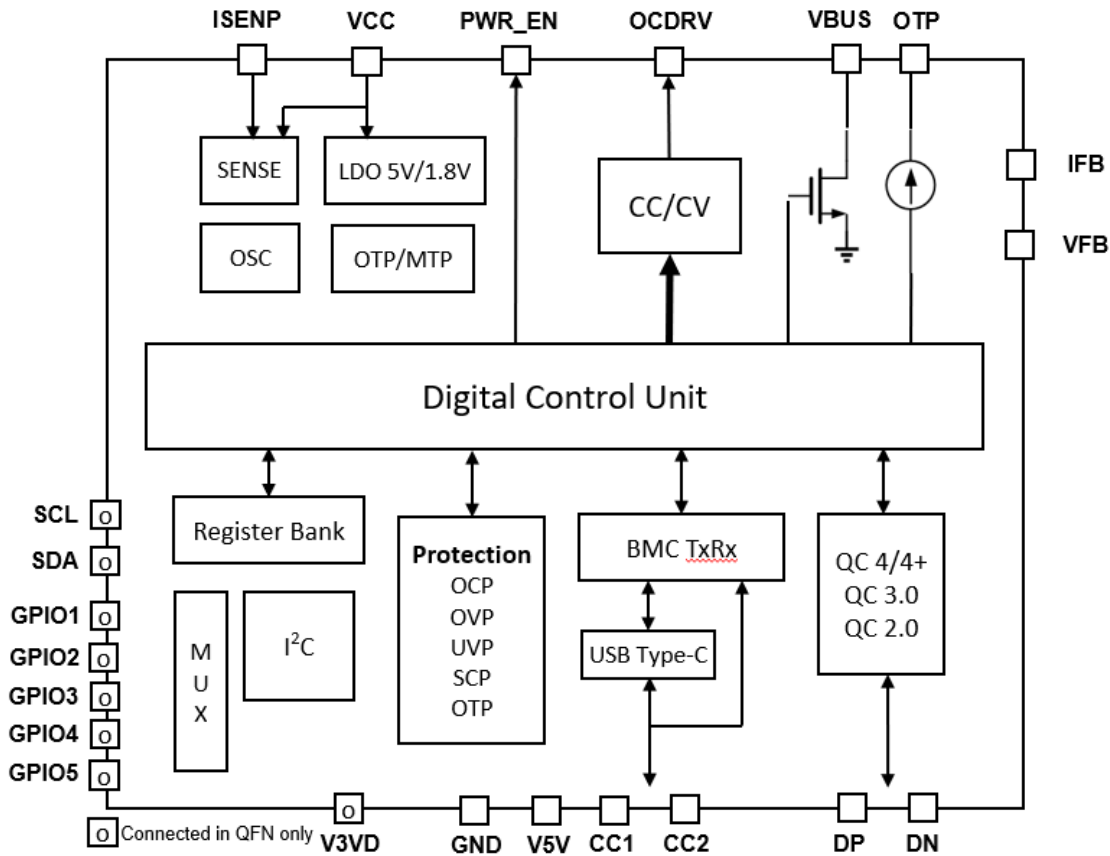 ISENP
VCC
PWR_EN
OCDRV
VBUS
OTP
SENSE
LDO 5V/1.8V
CC/CV
IFB
OSC
OTP/MTP
VFB
Digital Control Unit
SCL
SDA
GPIO1
GPIO2
GPIO3
GPIO4
GPIO5
o
o
o
o
o
o
o
Register Bank
M
U
X
I²C
Protection
OCP
OVP
UVP
SCP
OTP
BMC TxRx
USB Type-C
QC 4/4+
QC 3.0
QC 2.0
o
o Connected in QFN only
V3VD
GND
V5V
CC1
CC2
DP
DN